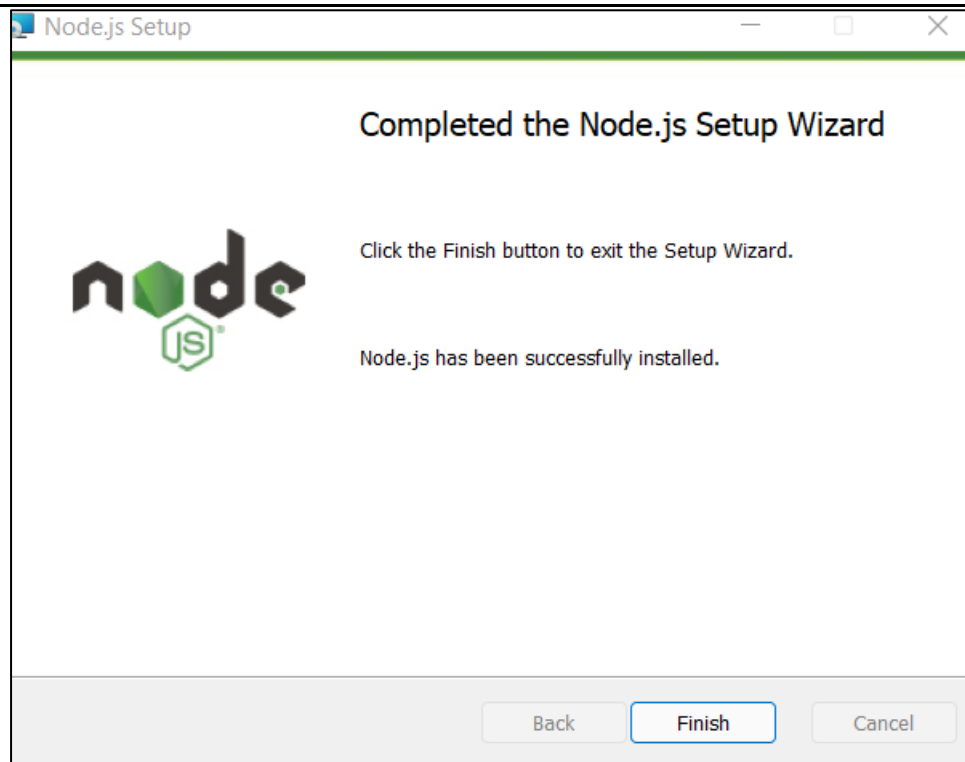 Node.js Setup
Completed the Node.js Setup Wizard
Click the Finish button to exit the Setup Wizard.
node
JS®
Node.js has been successfully installed.
Back
Finish
Cancel